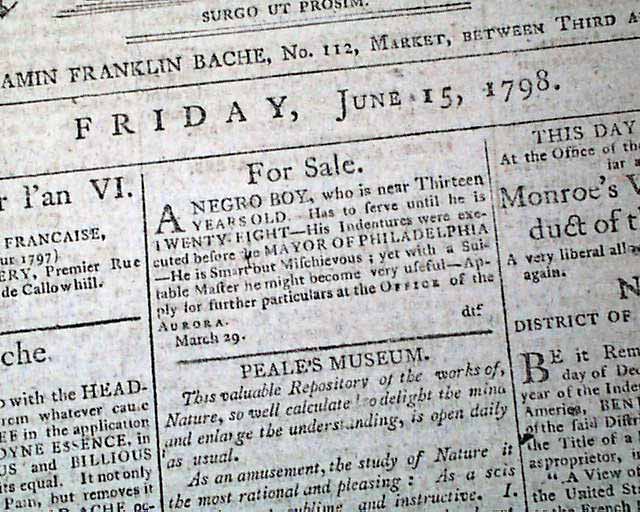 SURGO UT PROSIM.
AMIN FRANKLIN BACHE, No. 112, MARKET, BETWEEN THIRD A
FRIDAY, JUNE 15, 1798.
r l'an VI.
FRANCAISE,
ur 1797)
ERY, Premier Rue
de Callowhill.
che.
with the HEAD-
rom whatever cause
EE in the application
DYNE ESSENCE, in
US and BILLIOUS
its equal. It not only
Pain, but removes it
For Sale.
A NEGRO BOY, who is near Thirteen
YEARS OLD. Has to serve until he is
TWENTY-EIGHT—His Indentures were exe-
cuted before the MAYOR OF PHILADELPHIA
—He is Smart but Mischievous; yet with a Sui-
table Master he might become very useful—Ap-
ply for further particulars at the OFFICE of the
AURORA.
March 29. dtf
PEALE'S MUSEUM.
This valuable Repository of the works of,
Nature, so well calculate to delight the mind
and enlarge the understanding, is open daily
as usual.
As an amusement, the study of Nature is
the most rational and pleasing: As a scie
sublime and instructive. I.
THIS DAY
At the Office of the
lar a
Monroe's V
duct of t
A very liberal all
again.
N
DISTRICT OF
BE it Rem
day of Dec
year of the Inde
America, BEN
of the said Distr
the Title of a
as proprietor, i
"A View of
the United St